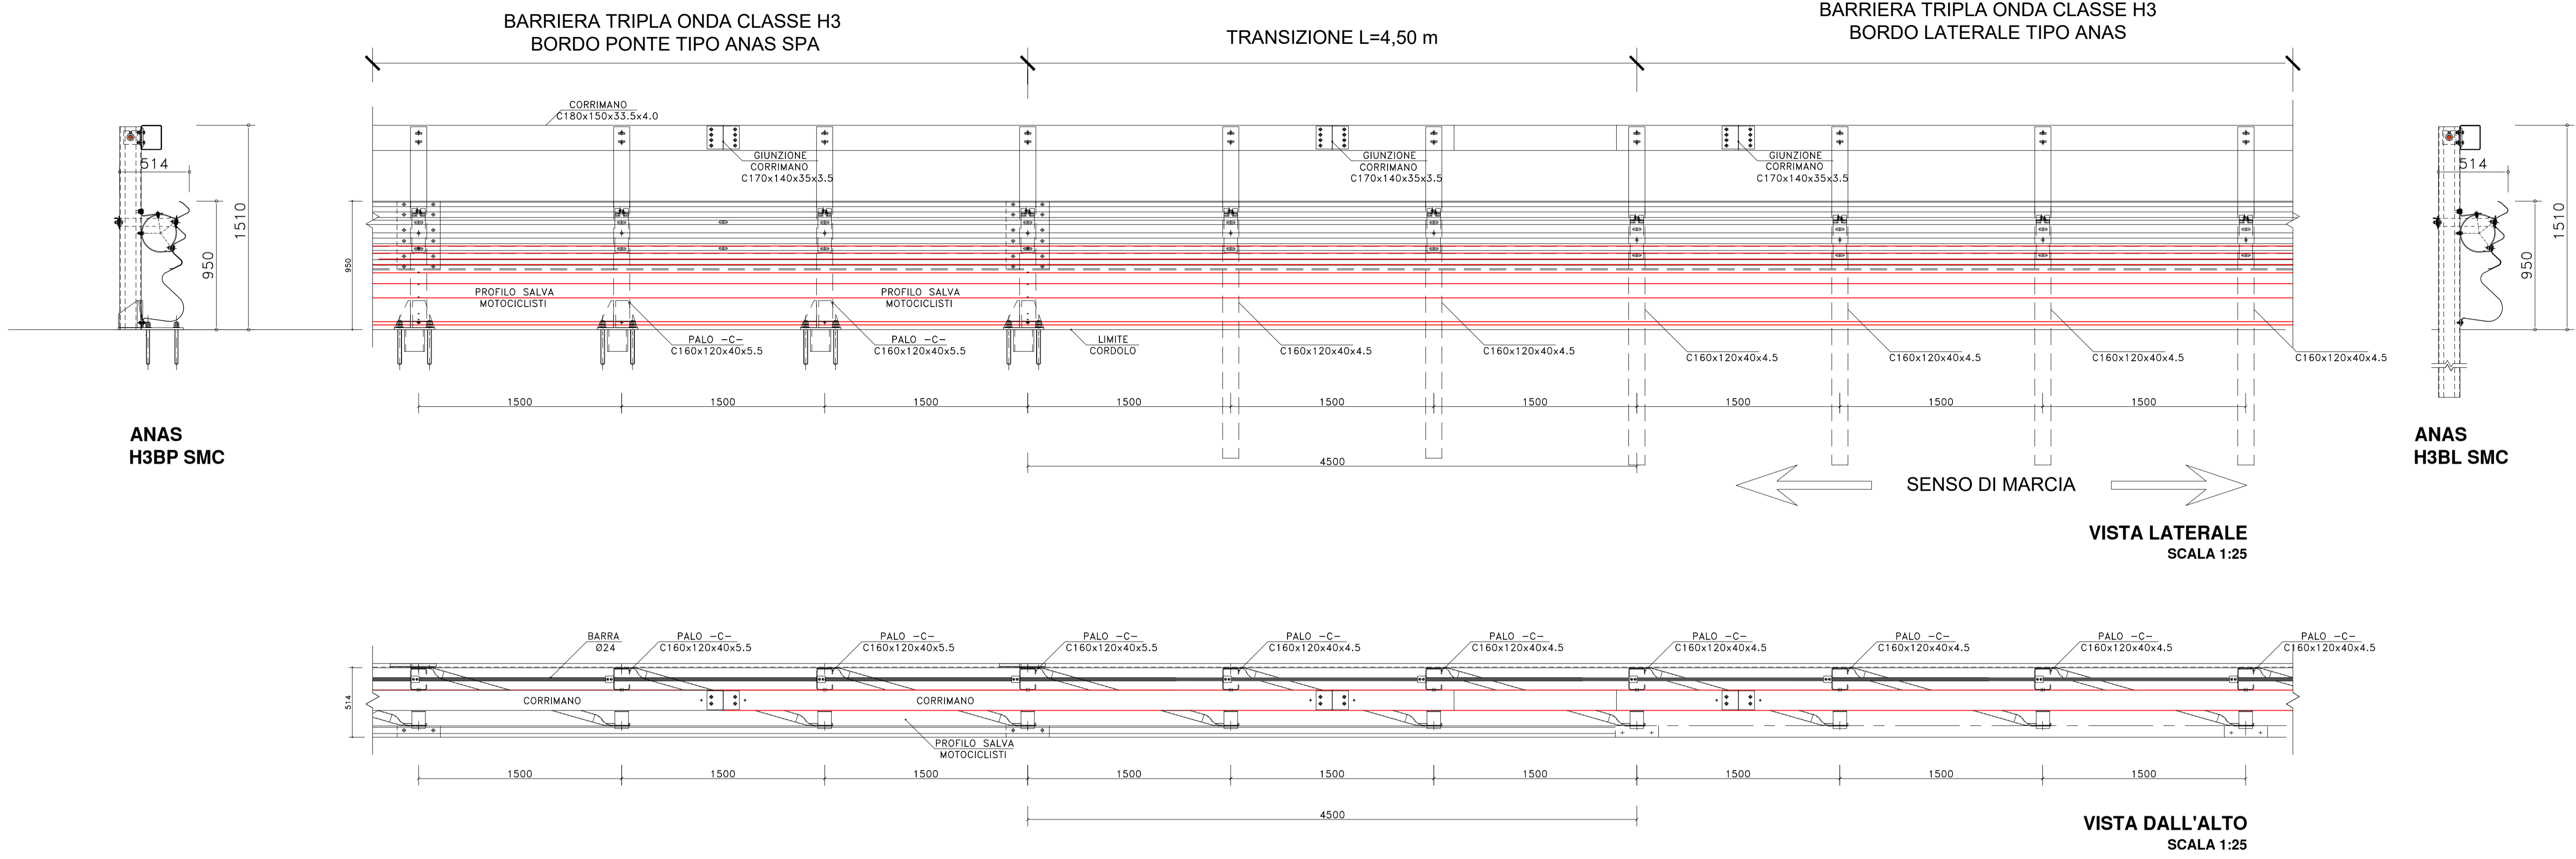 BARRIERA TRIPLA ONDA CLASSE H3
BORDO PONTE TIPO ANAS SPA
TRANSIZIONE L=4,50 m
BARRIERA TRIPLA ONDA CLASSE H3
BORDO LATERALE TIPO ANAS
CORRIMANO
C180x150x33.5x4.0
GIUNZIONE
CORRIMANO
C170x140x35x3.5
GIUNZIONE
CORRIMANO
C170x140x35x3.5
GIUNZIONE
CORRIMANO
C170x140x35x3.5
514
950
1510
950
514
950
1510
PROFILO SALVA
MOTOCICLISTI
PROFILO SALVA
MOTOCICLISTI
PALO -C-
C160x120x40x5.5
PALO -C-
C160x120x40x5.5
LIMITE
CORDOLO
C160x120x40x4.5
C160x120x40x4.5
C160x120x40x4.5
C160x120x40x4.5
C160x120x40x4.5
C160x120x40x4.5
1500
1500
1500
1500
1500
1500
1500
1500
1500
4500
ANAS
H3BP SMC
ANAS
H3BL SMC
SENSO DI MARCIA
VISTA LATERALE
SCALA 1:25
BARRA
Ø24
PALO -C-
C160x120x40x5.5
PALO -C-
C160x120x40x5.5
PALO -C-
C160x120x40x5.5
PALO -C-
C160x120x40x4.5
PALO -C-
C160x120x40x4.5
PALO -C-
C160x120x40x4.5
PALO -C-
C160x120x40x4.5
PALO -C-
C160x120x40x4.5
PALO -C-
C160x120x40x4.5
514
CORRIMANO
CORRIMANO
PROFILO SALVA
MOTOCICLISTI
1500
1500
1500
1500
1500
1500
1500
1500
1500
4500
VISTA DALL'ALTO
SCALA 1:25